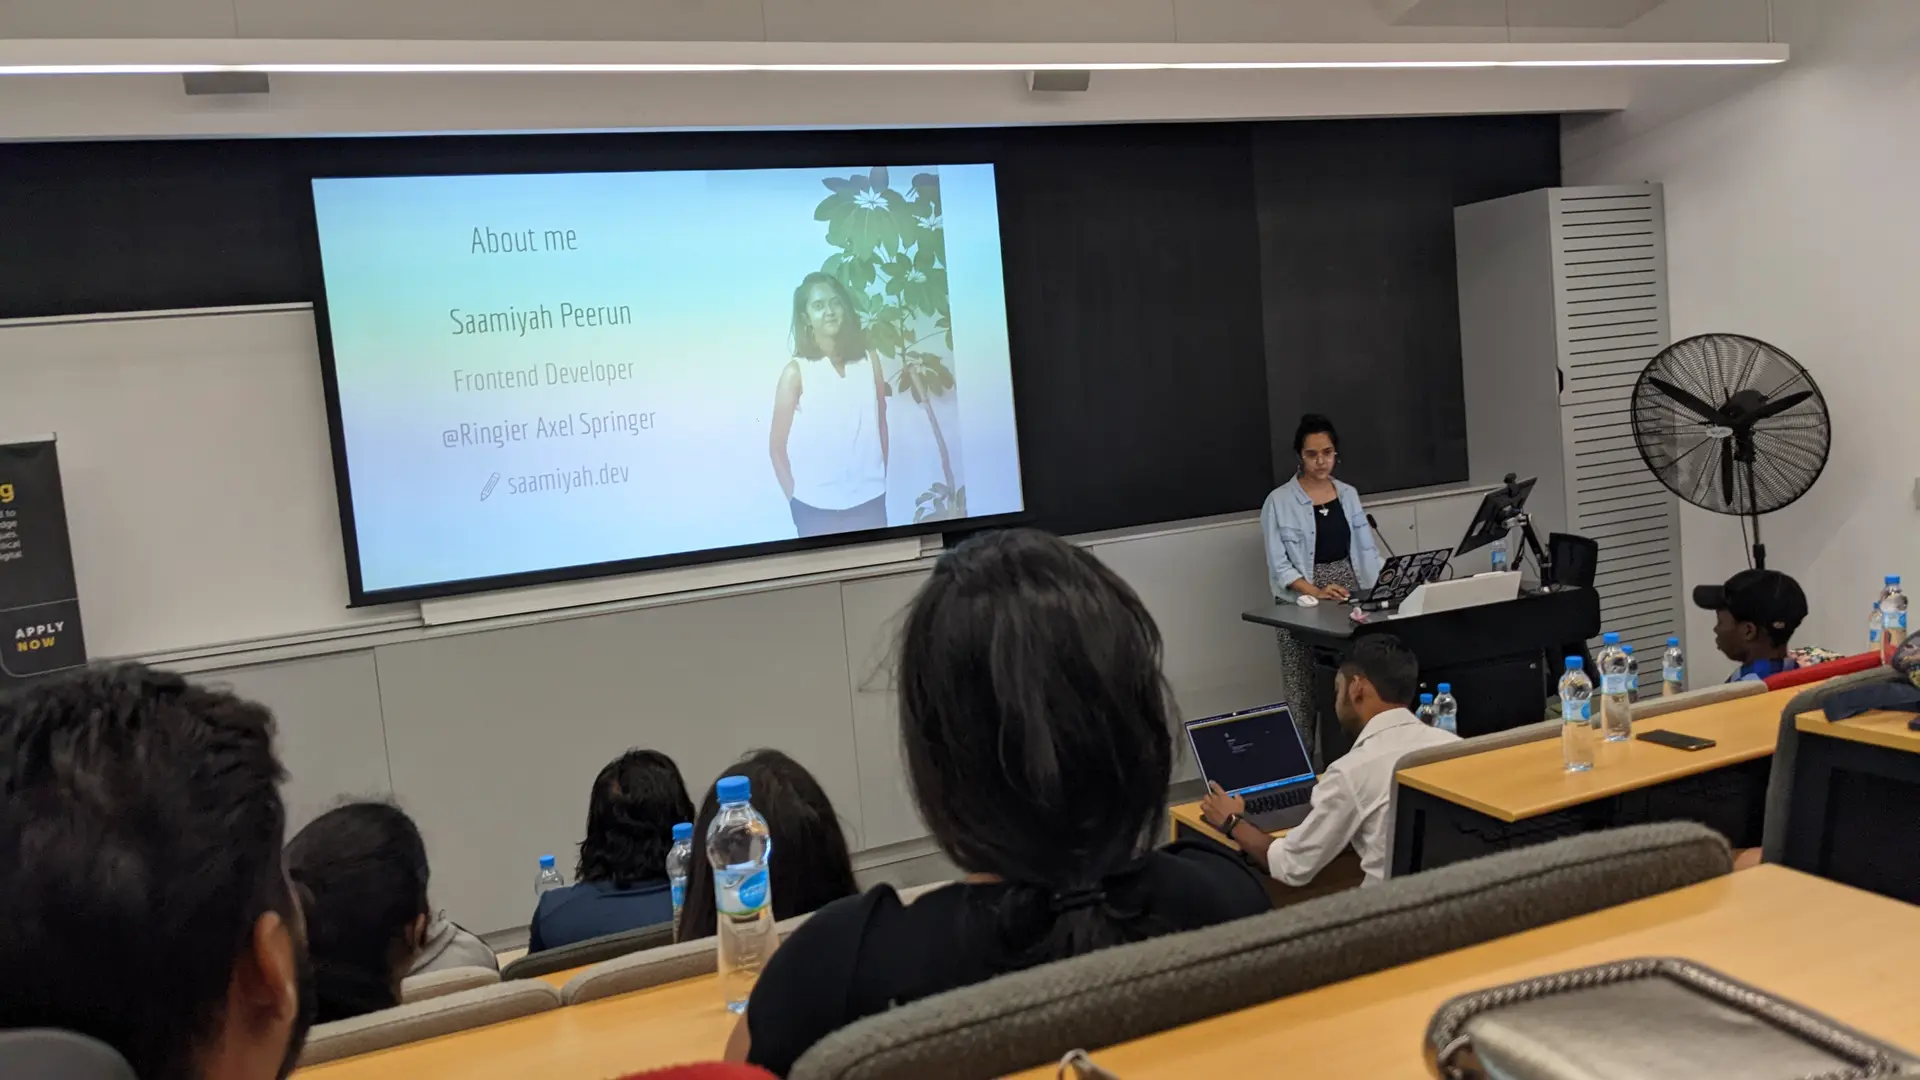 About me
Saamiyah Peerun
Frontend Developer
@Ringier Axel Springer
saamiyah.dev
APPLY
NOW